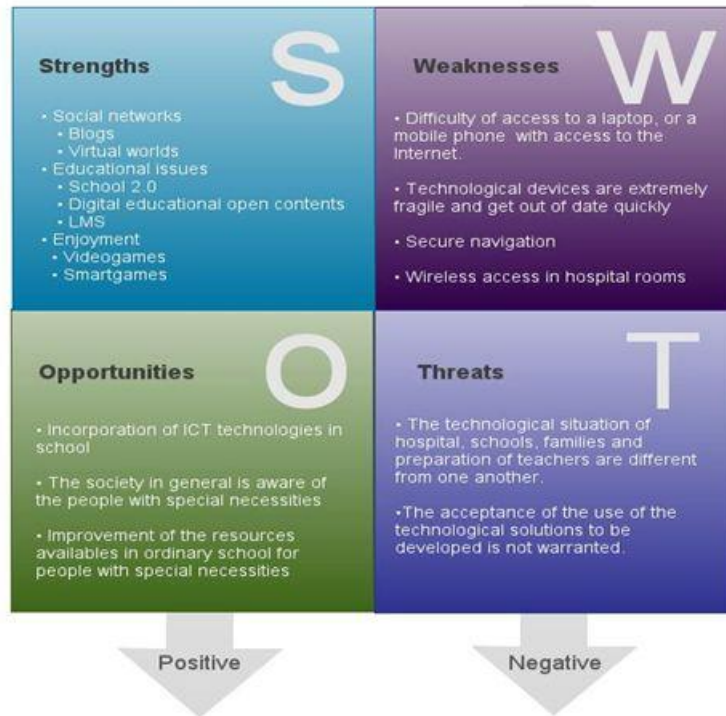 S
Strengths
• Social networks
• Blogs
• Virtual worlds
• Educational issues
• School 2.0
• Digital educational open contents
• LMS
• Enjoyment
• Videogames
• Smartgames
W
Weaknesses
• Difficulty of access to a laptop, or a
mobile phone with access to the
Internet.
• Technological devices are extremely
fragile and get out of date quickly
• Secure navigation
• Wireless access in hospital rooms
O
Opportunities
• Incorporation of ICT technologies in
school
• The society in general is aware of
the people with special necessities
• Improvement of the resources
availables in ordinary school for
people with special necessities
T
Threats
• The technological situation of
hospital, schools, families and
preparation of teachers are different
from one another.
•The acceptance of the use of the
technological solutions to be
developed is not warranted.
Positive
Negative